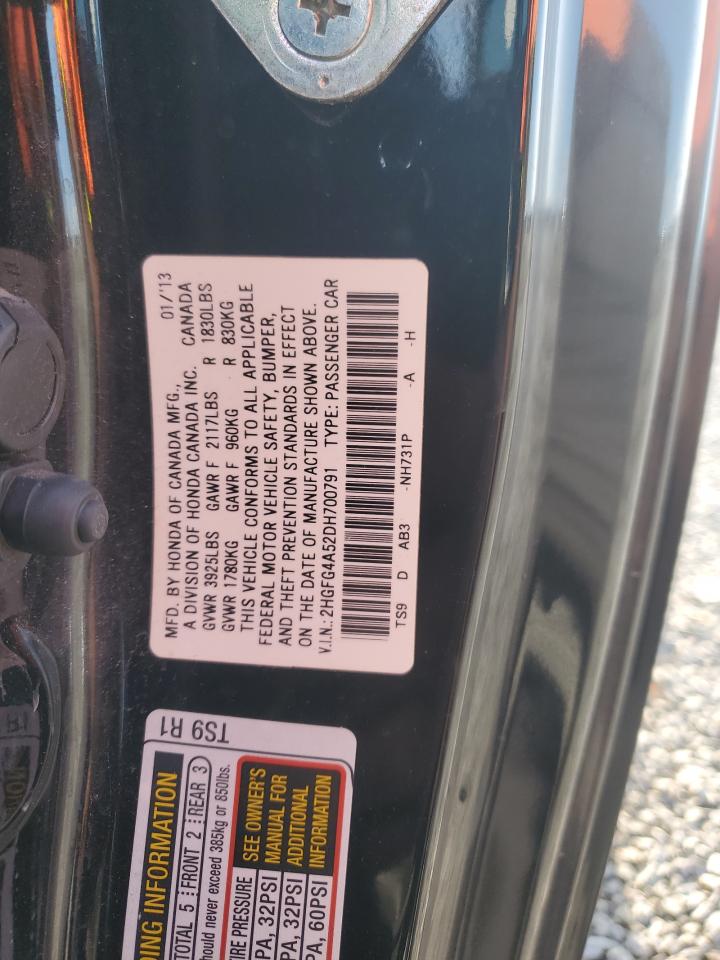 MFD. BY HONDA OF CANADA MFG., 01/'13
A DIVISION OF HONDA CANADA INC. CANADA
GVWR 3925LBS GAWR F 2117LBS R 1830LBS
GVWR 1780KG GAWR F 960KG R 830KG
THIS VEHICLE CONFORMS TO ALL APPLICABLE
FEDERAL MOTOR VEHICLE SAFETY, BUMPER,
AND THEFT PREVENTION STANDARDS IN EFFECT
ON THE DATE OF MANUFACTURE SHOWN ABOVE.
V.I.N.: 2HGFG4A52DH700791 TYPE: PASSENGER CAR
TS9 D AB3 -NH731P -A -H
TS9 R1
INFORMATION
TOTAL 5 FRONT 2 REAR 3
should never exceed 385kg or 850lbs.
PRESSURE
SEE OWNER'S
MANUAL FOR
ADDITIONAL
INFORMATION
PA, 32PSI
PA, 32PSI
PA, 60PSI